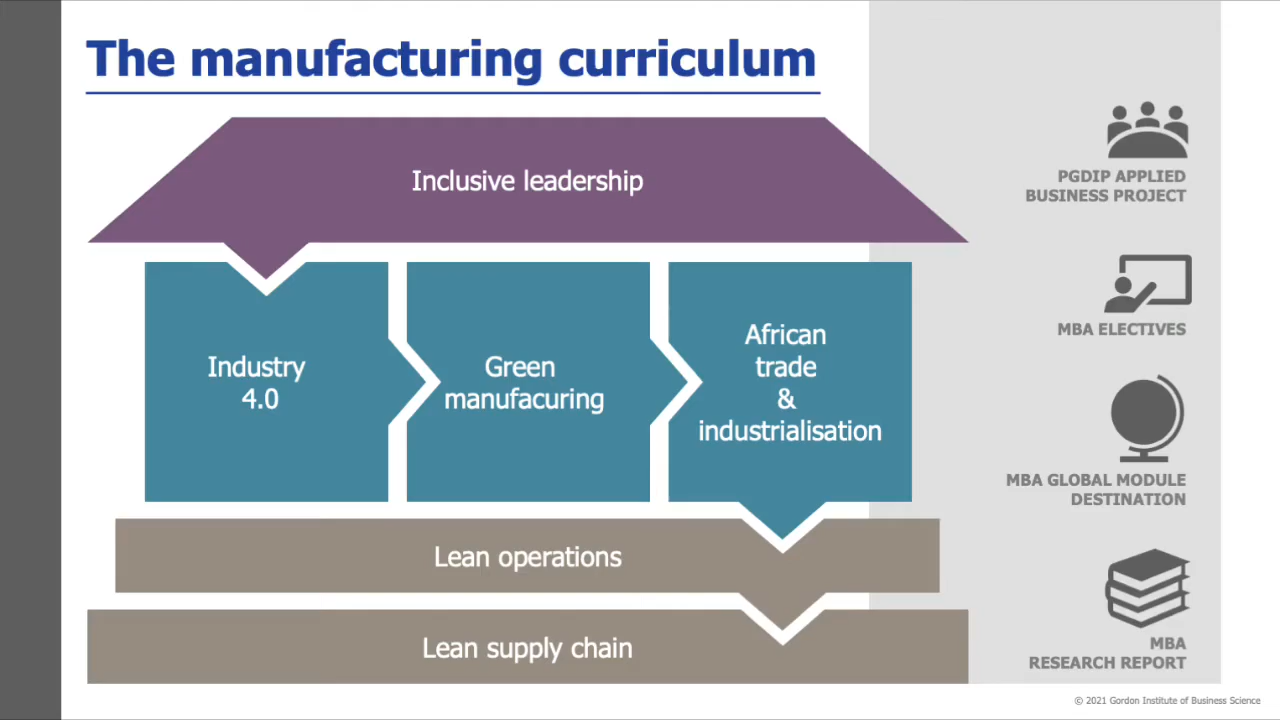 The manufacturing curriculum
Inclusive leadership
Industry
4.0
Green
manufacuring
African
trade
&
industrialisation
Lean operations
Lean supply chain
PGDIP APPLIED
BUSINESS PROJECT
MBA ELECTIVES
MBA GLOBAL MODULE
DESTINATION
MBA
RESEARCH REPORT
© 2021 Gordon Institute of Business Science